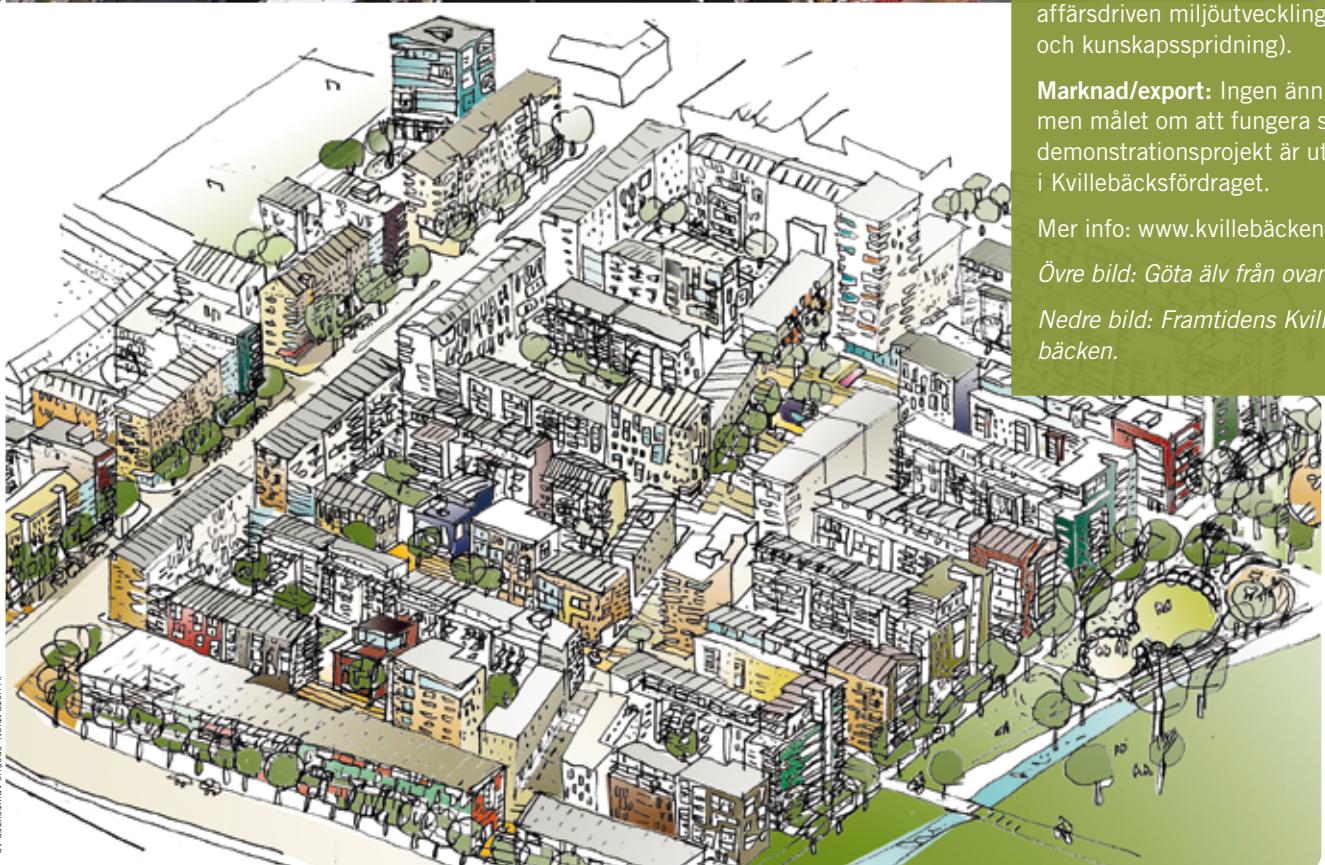 affärsdriven miljöutveckling
och kunskapsspridning).
Marknad/export: Ingen änn
men målet om att fungera s
demonstrationsprojekt är ut
i Kvillebäcksfördraget.
Mer info: www.kvillebäcken
Övre bild: Göta älv från ovan
Nedre bild: Framtidens Kvill
bäcken.